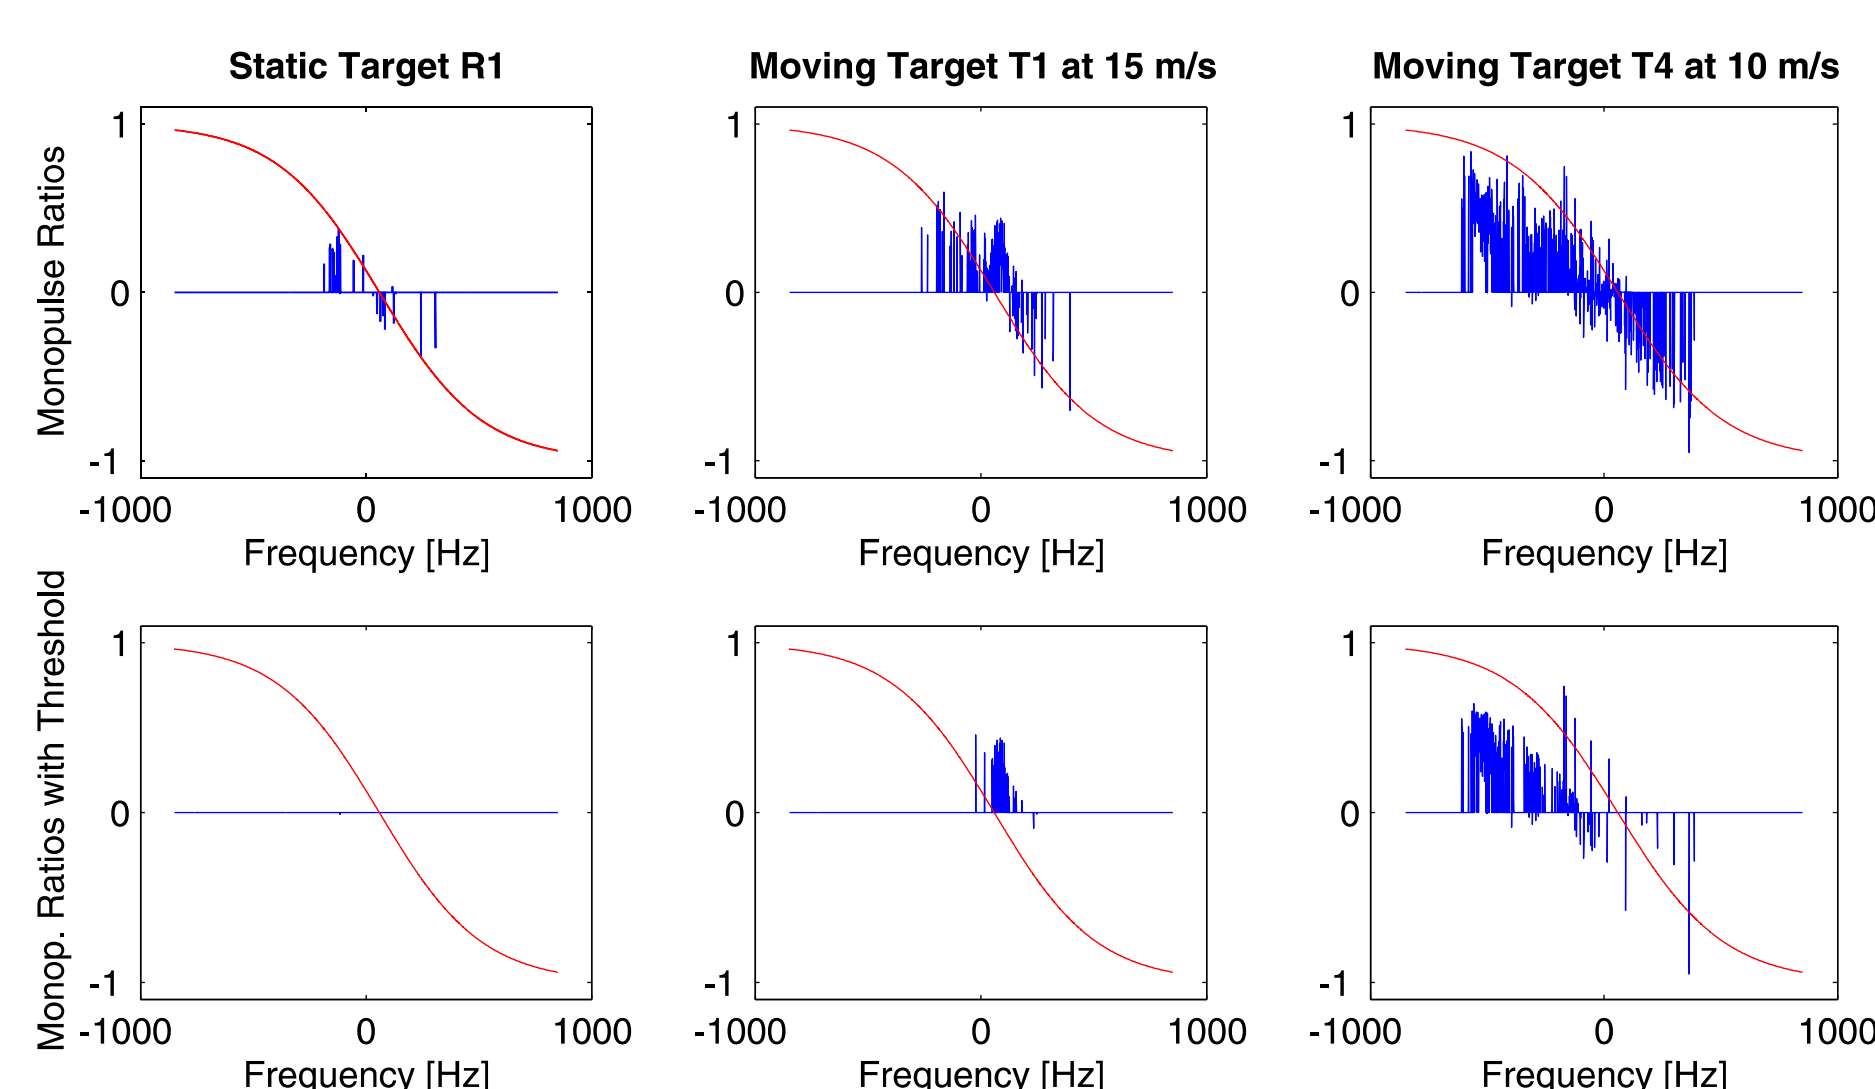 Static Target R1
Moving Target T1 at 15 m/s
Moving Target T4 at 10 m/s
Monopulse Ratios
1
0
-1
-1000 0 1000
Frequency [Hz]
1
0
-1
-1000 0 1000
Frequency [Hz]
1
0
-1
-1000 0 1000
Frequency [Hz]
Monop. Ratios with Threshold
1
0
-1
-1000 0 1000
Frequency [Hz]
1
0
-1
-1000 0 1000
Frequency [Hz]
1
0
-1
-1000 0 1000
Frequency [Hz]